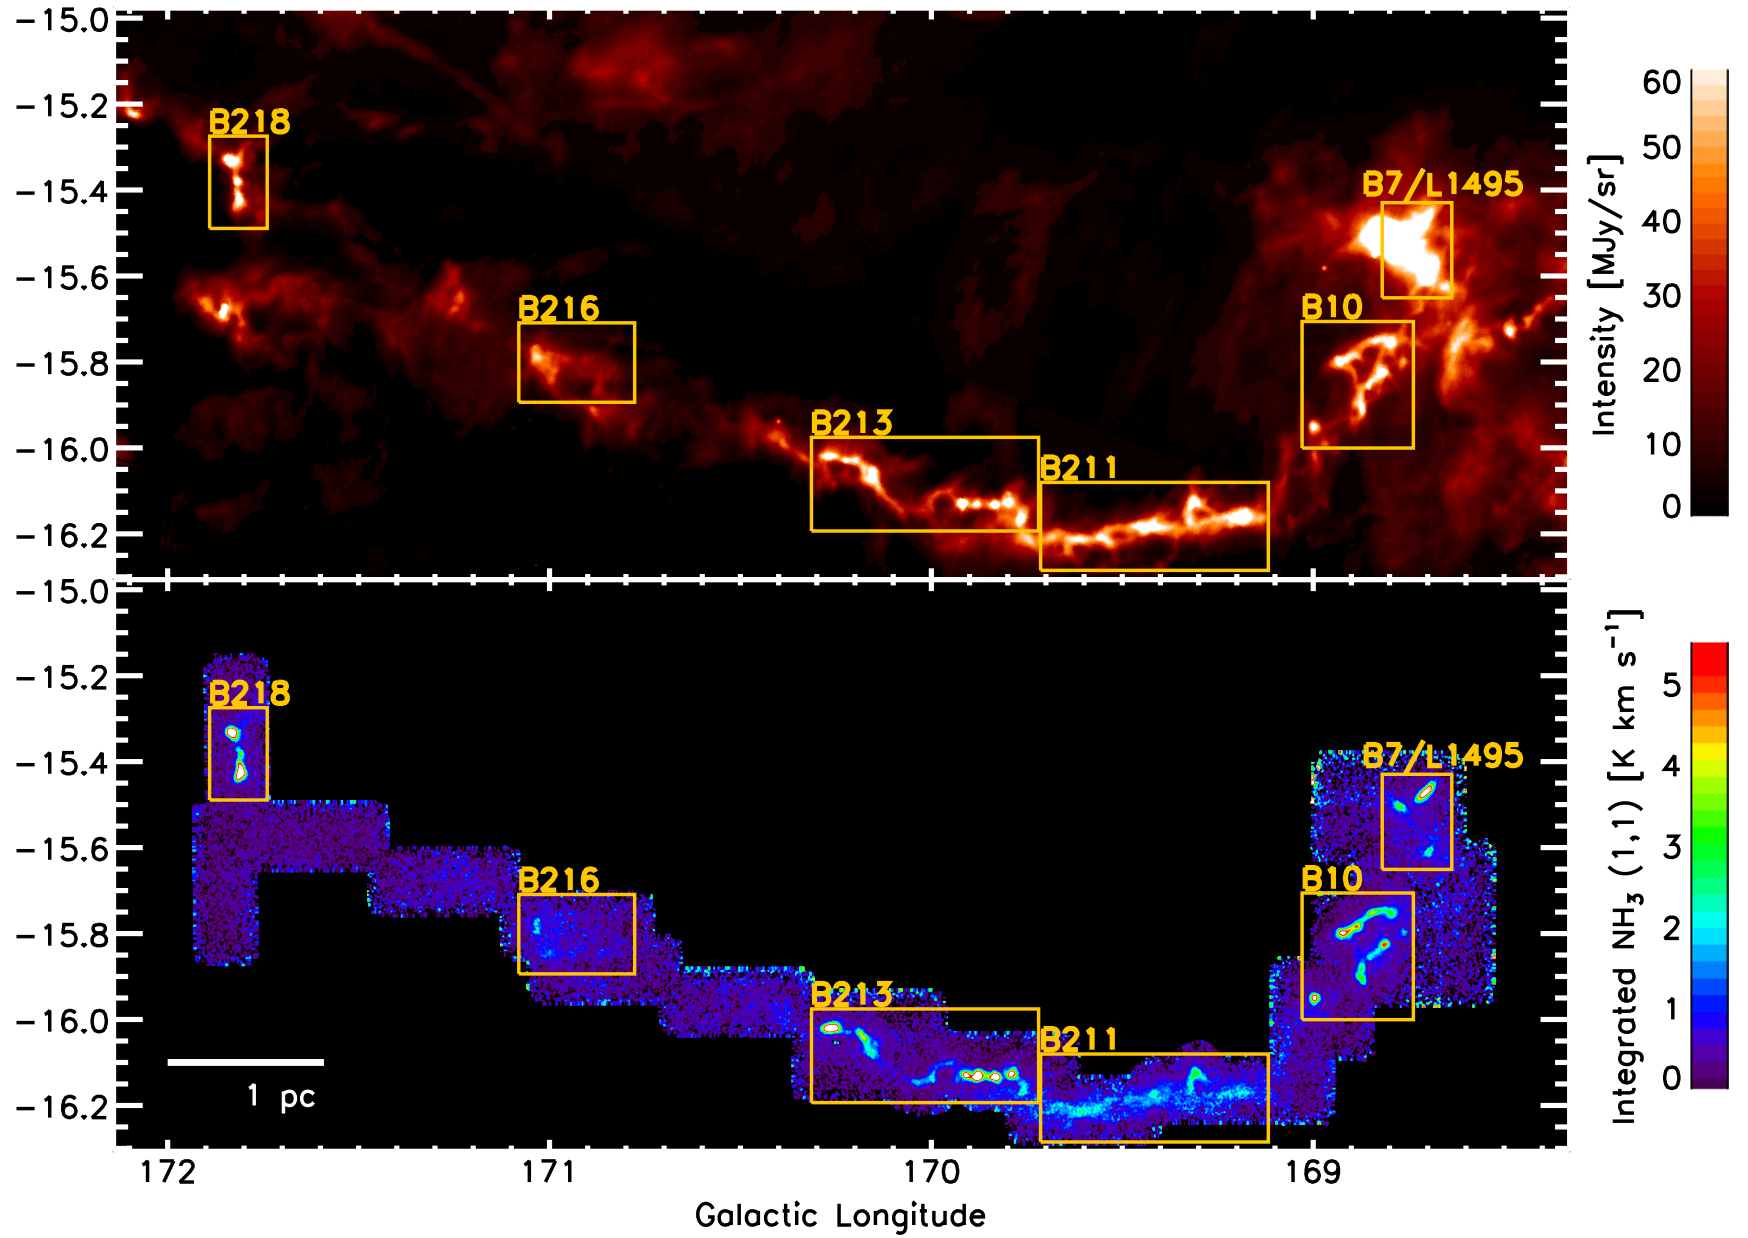 −15.0
−15.2
−15.4
−15.6
−15.8
−16.0
−16.2
B218
B216
B213
B211
B7/L1495
B10
60
50
40
30
20
10
0
Intensity [MJy/sr]
−15.0
−15.2
−15.4
−15.6
−15.8
−16.0
−16.2
B218
B216
B213
B211
B7/L1495
B10
1 pc
5
4
3
2
1
0
Integrated NH₃ (1,1) [K km s⁻¹]
172
171
170
169
Galactic Longitude